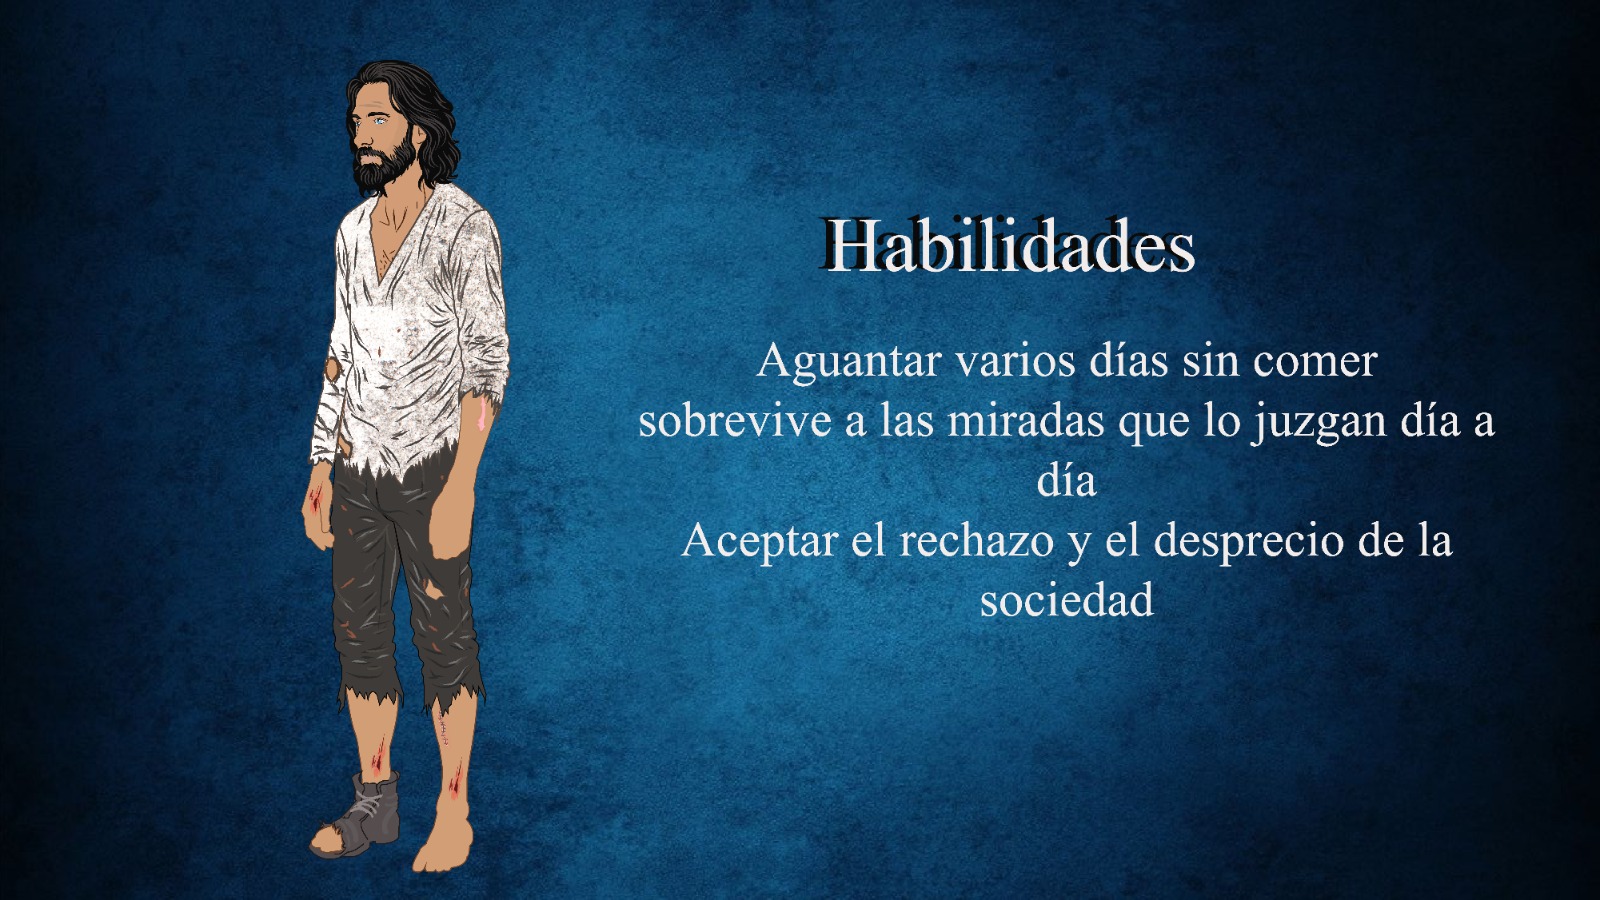 Habilidades
Aguantar varios días sin comer
sobrevive a las miradas que lo juzgan día a
día
Aceptar el rechazo y el desprecio de la
sociedad